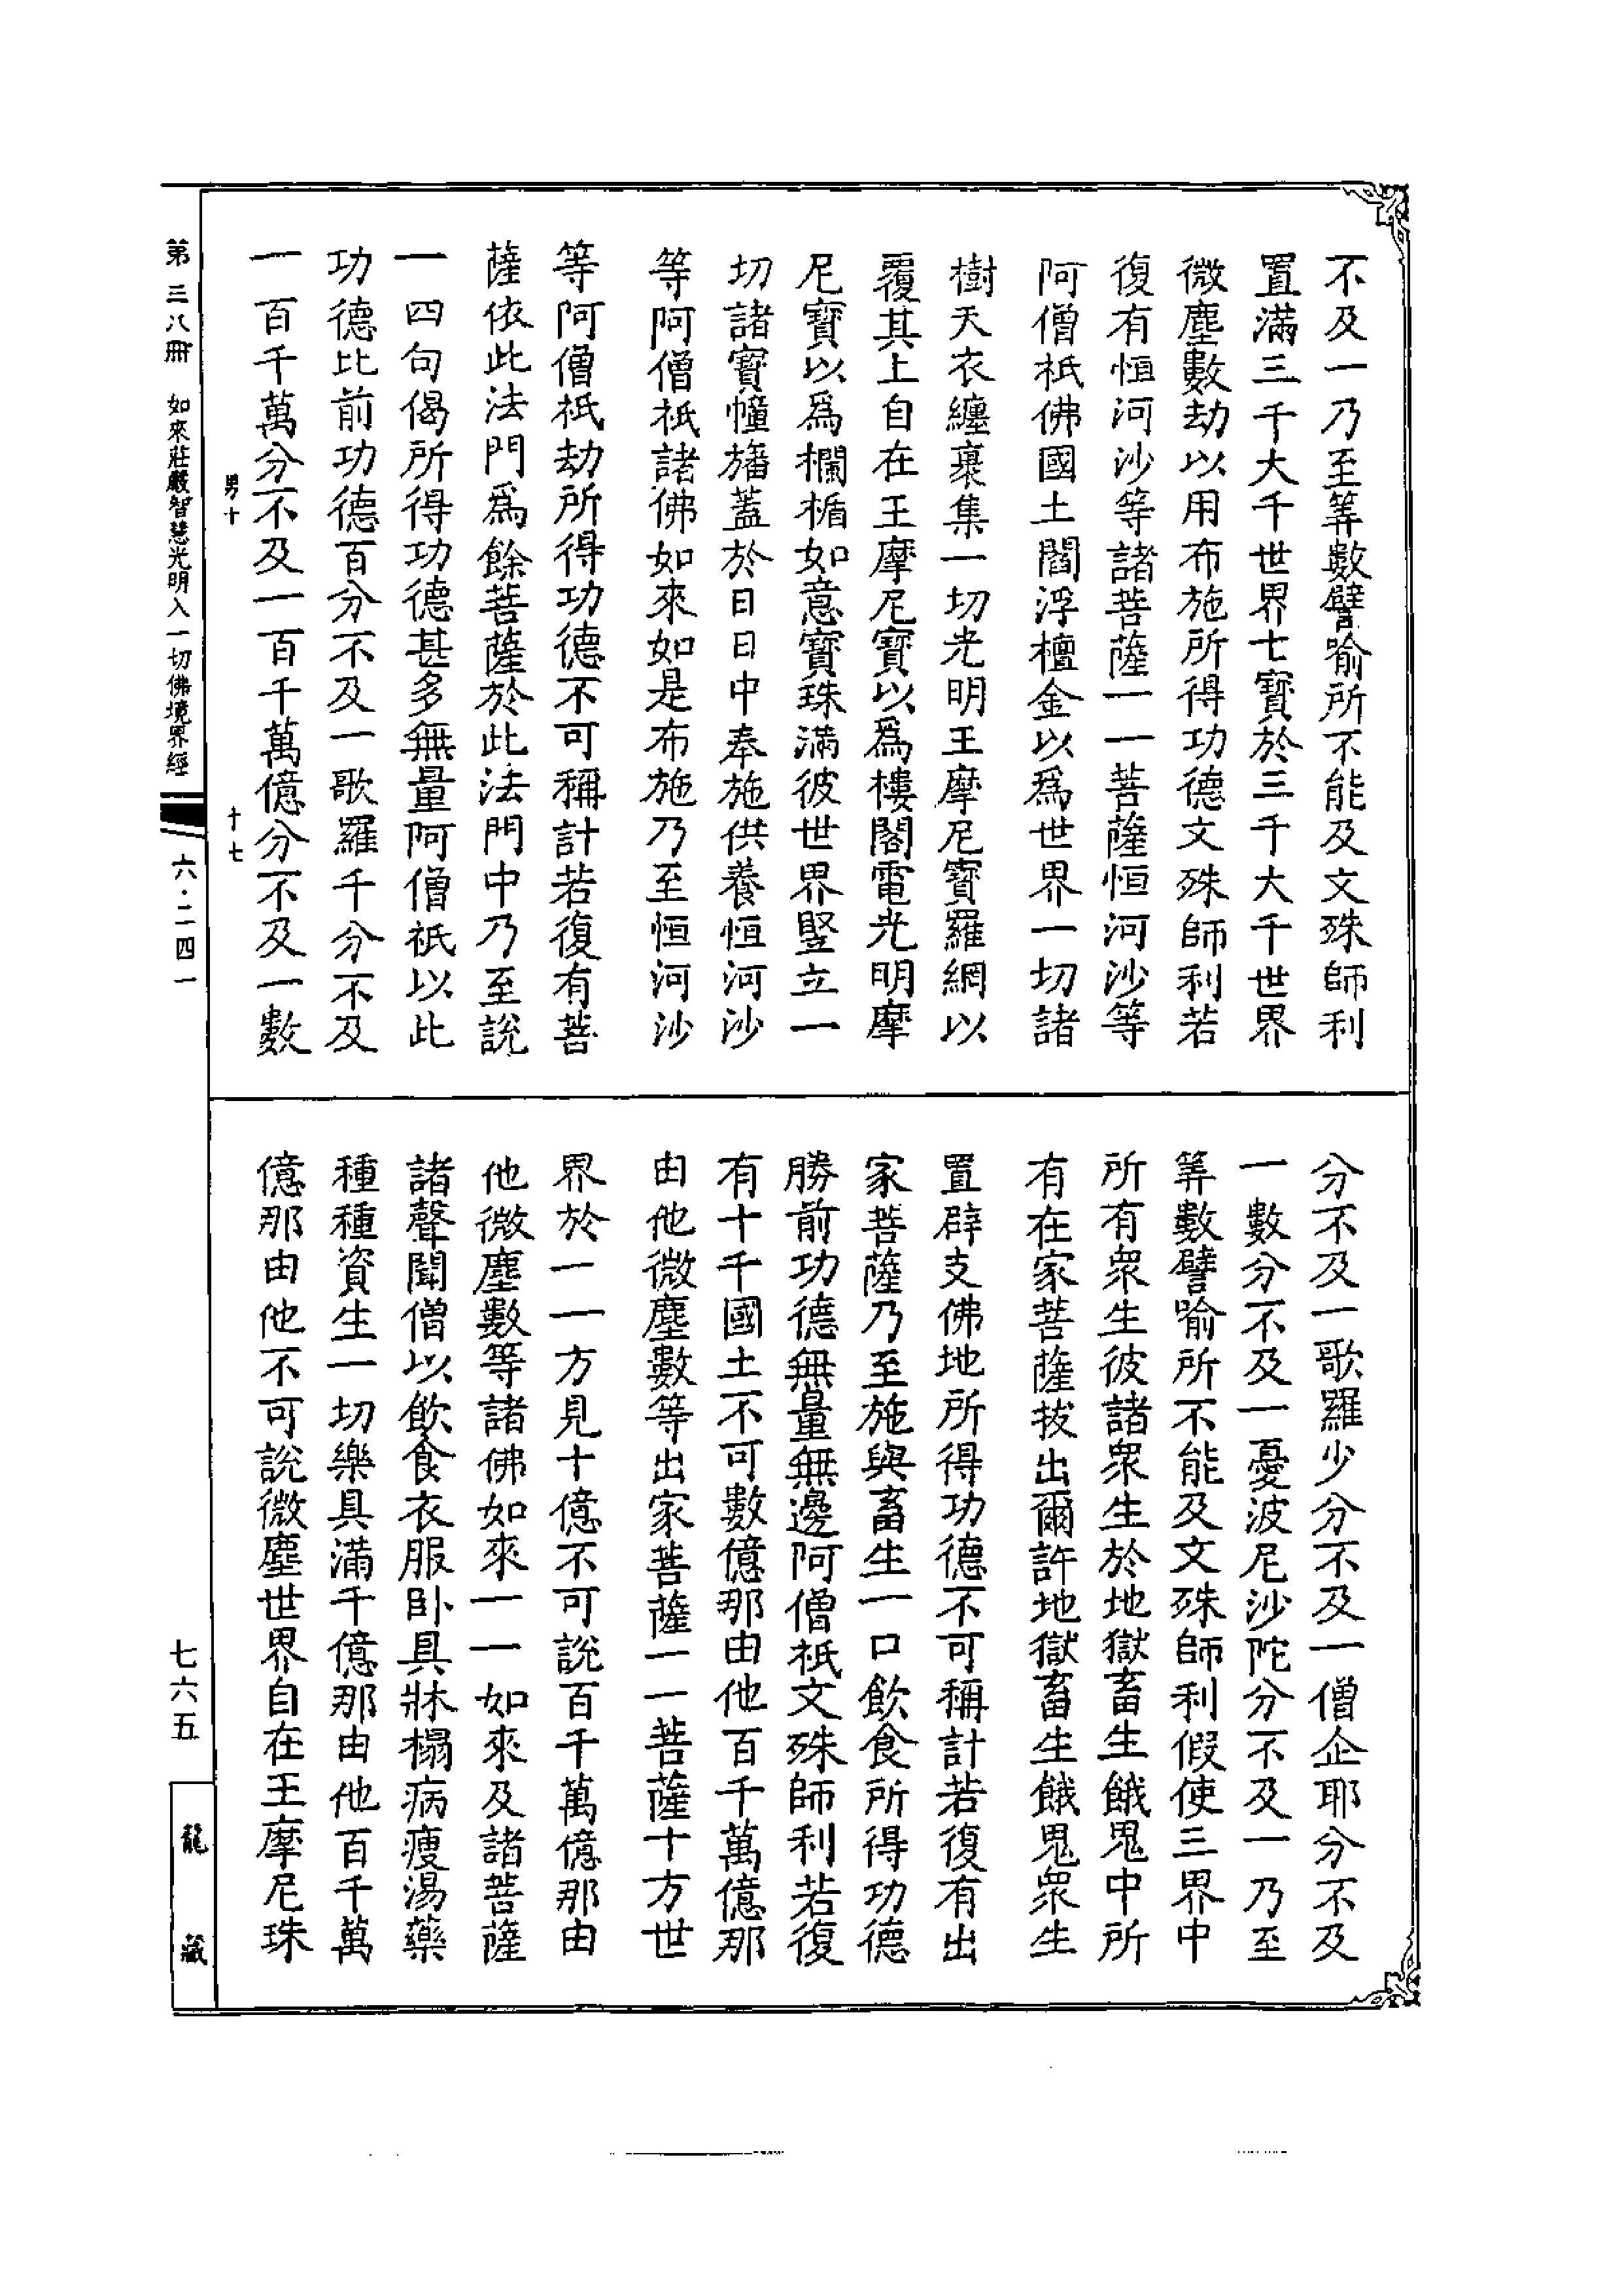 不及一乃至筭數譬喻所不能及文殊師利
置滿三千大千世界七寶於三千大千世界
微塵數劫以用布施所得功德文殊師利若
復有恒河沙等諸菩薩一一菩薩恒河沙等
阿僧祇佛國土閻浮檀金以爲世界一切諸
樹天衣纏裹集一切光明王摩尼寶羅網以
覆其上自在王摩尼寶以爲樓閣電光明摩
尼寶以爲欄楯如意寶珠滿彼世界豎立一
切諸寶幢旛蓋於日日中奉施供養恒河沙
等阿僧祇諸佛如來如是布施乃至恒河沙
等阿僧祇劫所得功德不可稱計若復有菩
薩依此法門爲餘菩薩於此法門中乃至說
一四句偈所得功德甚多無量阿僧祇以此
功德比前功德百分不及一歌羅千分不及
一百千萬分不及一百千萬億分不及一數
分不及一歌羅少分不及一僧企耶分不及
一數分不及一憂波尼沙陀分不及一乃至
筭數譬喻所不能及文殊師利假使三界中
所有衆生彼諸衆生於地獄畜生餓鬼中所
有在家菩薩拔出爾許地獄畜生餓鬼衆生
置辟支佛地所得功德不可稱計若復有出
家菩薩乃至施與畜生一口飲食所得功德
勝前功德無量無邊阿僧祇文殊師利若復
有十千國土不可數億那由他百千萬億那
由他微塵數等出家菩薩一一菩薩十方世
界於一一方見十億不可說百千萬億那由
他微塵數等諸佛如來一一如來及諸菩薩
諸聲聞僧以飲食衣服卧具牀榻病瘦湯藥
種種資生一切樂具滿千億那由他百千萬
億那由他不可說微塵世界自在王摩尼珠
男十
十七
第三八冊 如來莊嚴智慧光明入一切佛境界經
六·二四一
七六五
龍藏